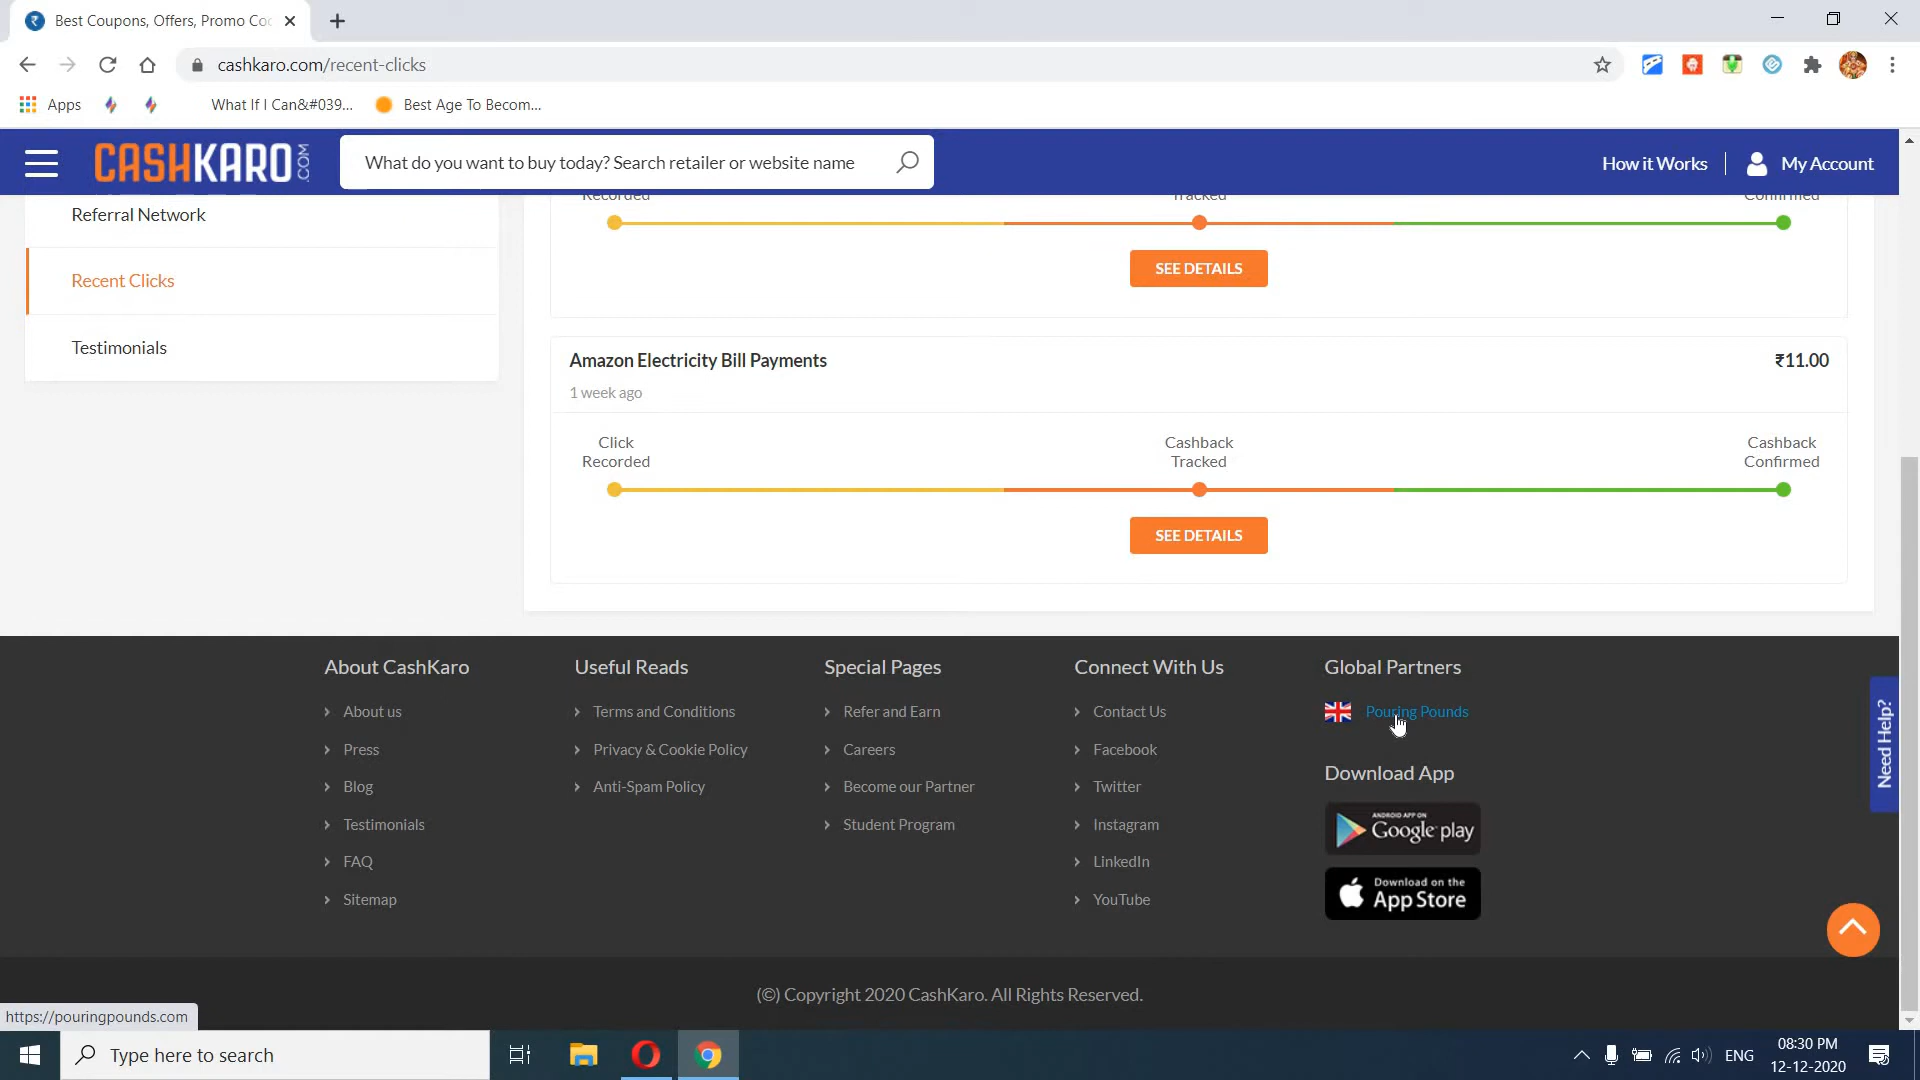 Best Coupons, Offers, Promo Co
cashkaro.com/recent-clicks
Apps
What If I Can&#039...
Best Age To Becom...
CASHKARO.COM
What do you want to buy today? Search retailer or website name
How it Works
My Account
Referral Network
Recent Clicks
Testimonials
Recorded
Tracked
Confirmed
SEE DETAILS
Amazon Electricity Bill Payments
₹11.00
1 week ago
Click
Recorded
Cashback
Tracked
Cashback
Confirmed
SEE DETAILS
About CashKaro
About us
Press
Blog
Testimonials
FAQ
Sitemap
Useful Reads
Terms and Conditions
Privacy & Cookie Policy
Anti-Spam Policy
Special Pages
Refer and Earn
Careers
Become our Partner
Student Program
Connect With Us
Contact Us
Facebook
Twitter
Instagram
LinkedIn
YouTube
Global Partners
Pouring Pounds
Download App
ANDROID APP ON
Google play
Download on the
App Store
Need Help?
(©) Copyright 2020 CashKaro. All Rights Reserved.
https://pouringpounds.com
Type here to search
ENG
08:30 PM
12-12-2020